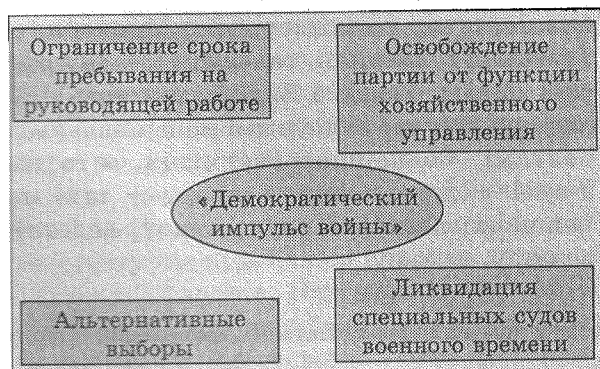 Ограничение срока
пребывания на
руководящей работе
Освобождение
партии от функции
хозяйственного
управления
«Демократический
импульс войны»
Альтернативные
выборы
Ликвидация
специальных судов
военного времени